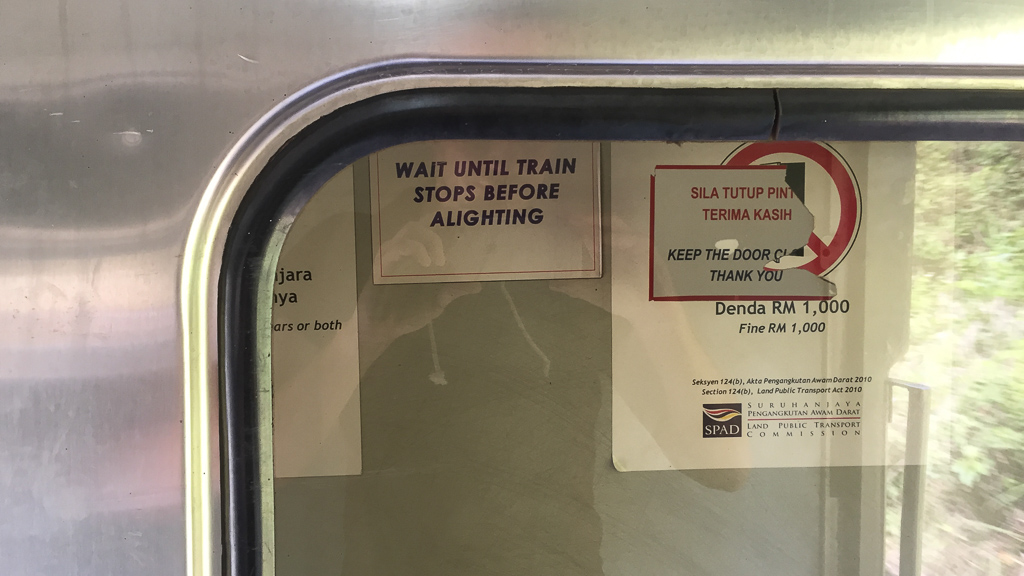 WAIT UNTIL TRAIN
STOPS BEFORE
ALIGHTING
SILA TUTUP PINT
TERIMA KASIH
KEEP THE DOOR
THANK YOU
Denda RM 1,000
Fine RM 1,000
Seksyen 124(b), Akta Pengangkutan Awam Darat 2010
Section 124(b), Land Public Transport Act 2010
SPAD
SURUHANJAYA
PENGANGKUTAN AWAM DARAT
LAND PUBLIC TRANSPORT
COMMISSION
jara
ya
ars or both